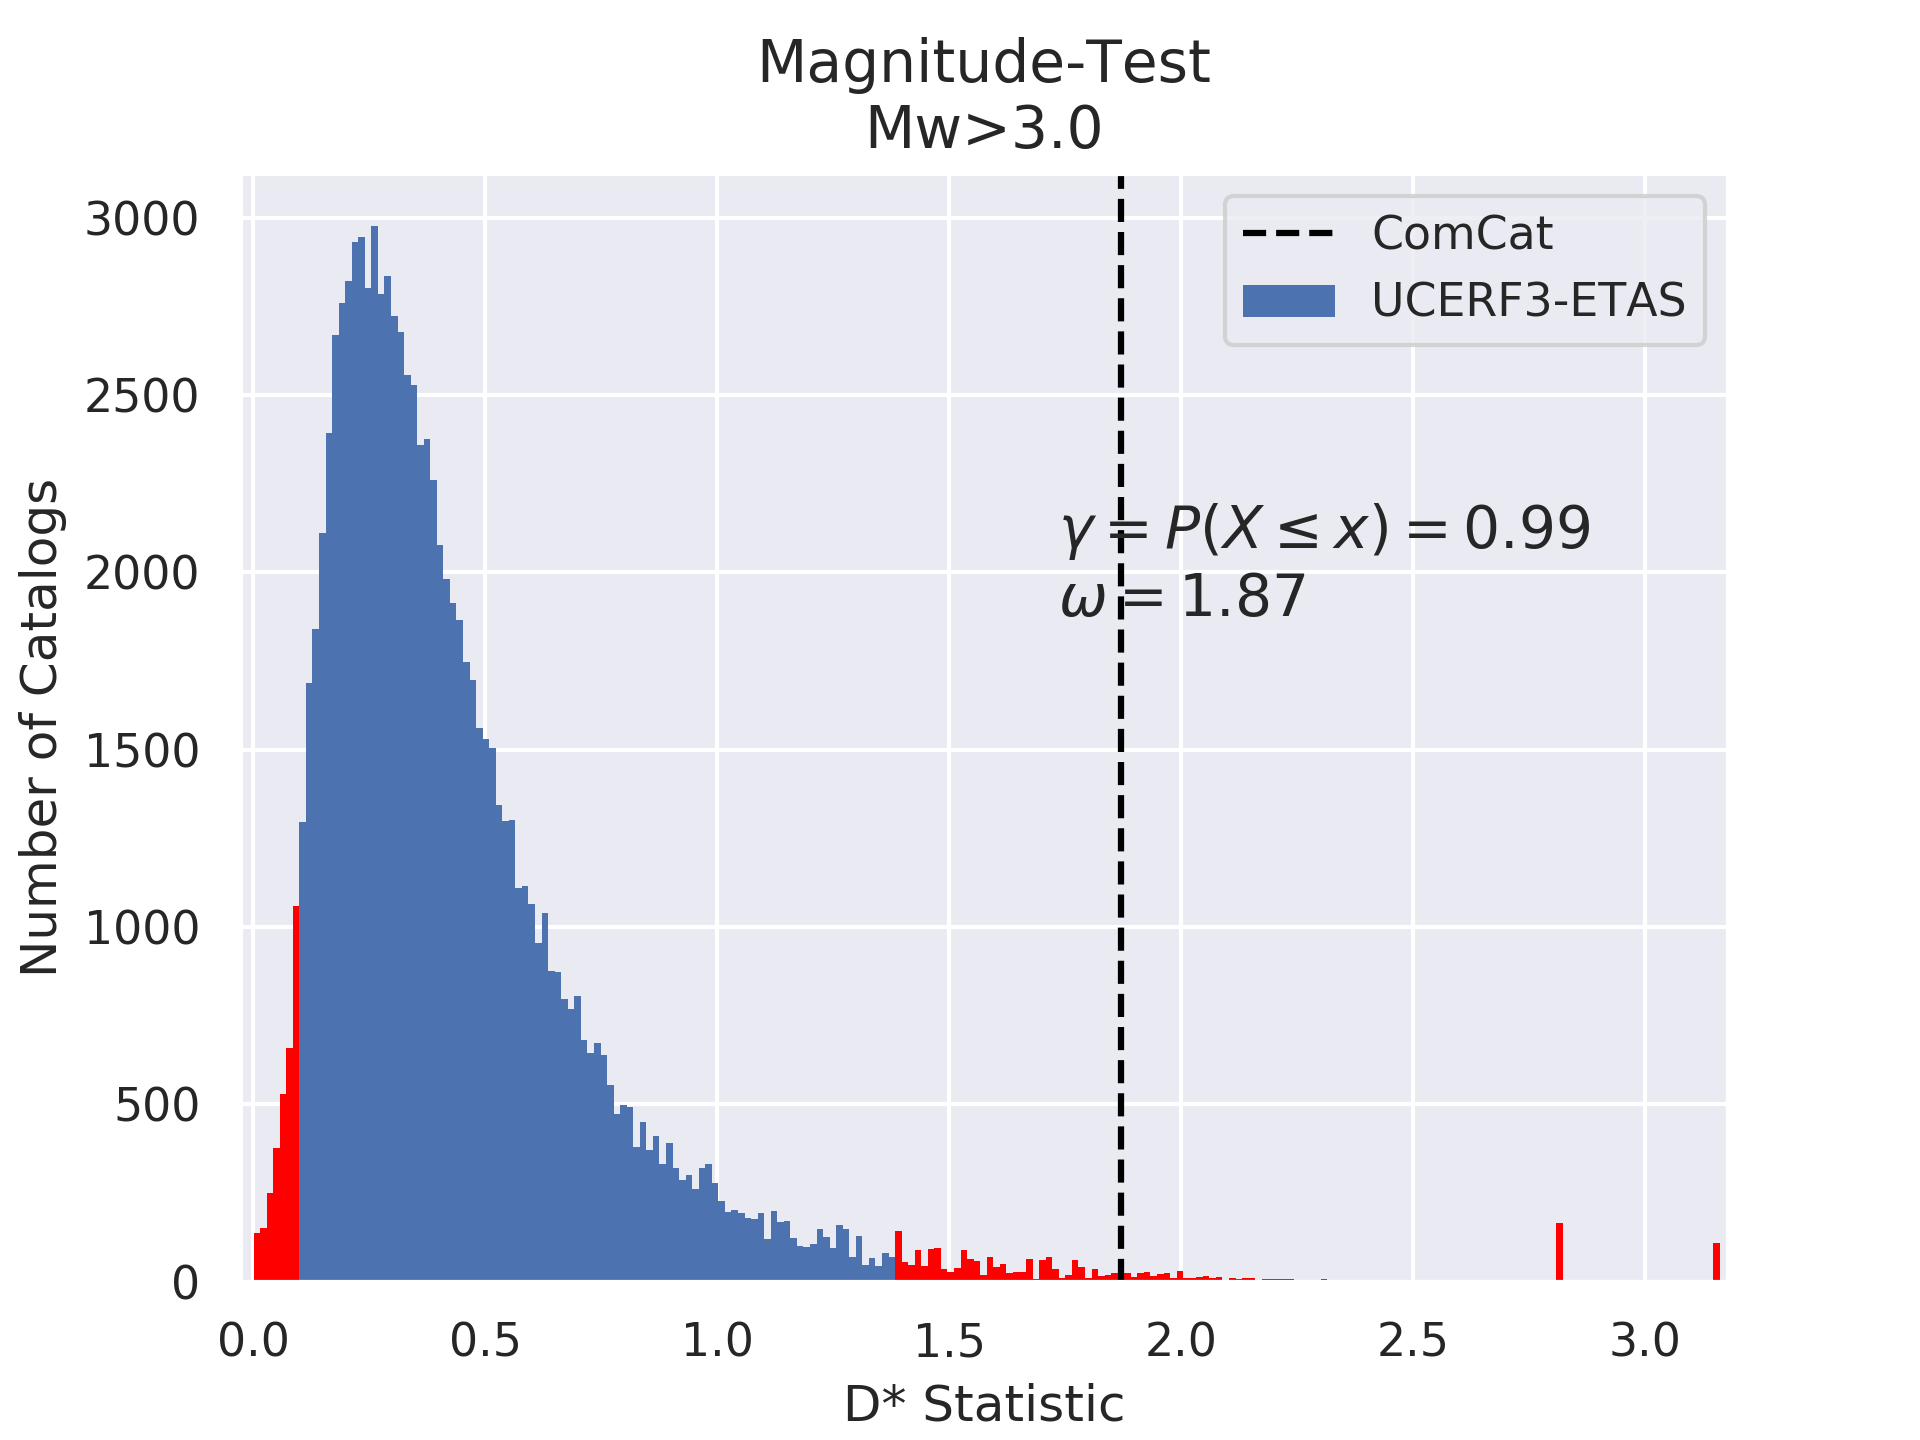 Magnitude-Test
Mw>3.0
3000
2500
2000
1500
1000
500
0
Number of Catalogs
ComCat
UCERF3-ETAS
γ = P(X ≤ x) = 0.99
ω = 1.87
0.0 0.5 1.0 1.5 2.0 2.5 3.0
D* Statistic